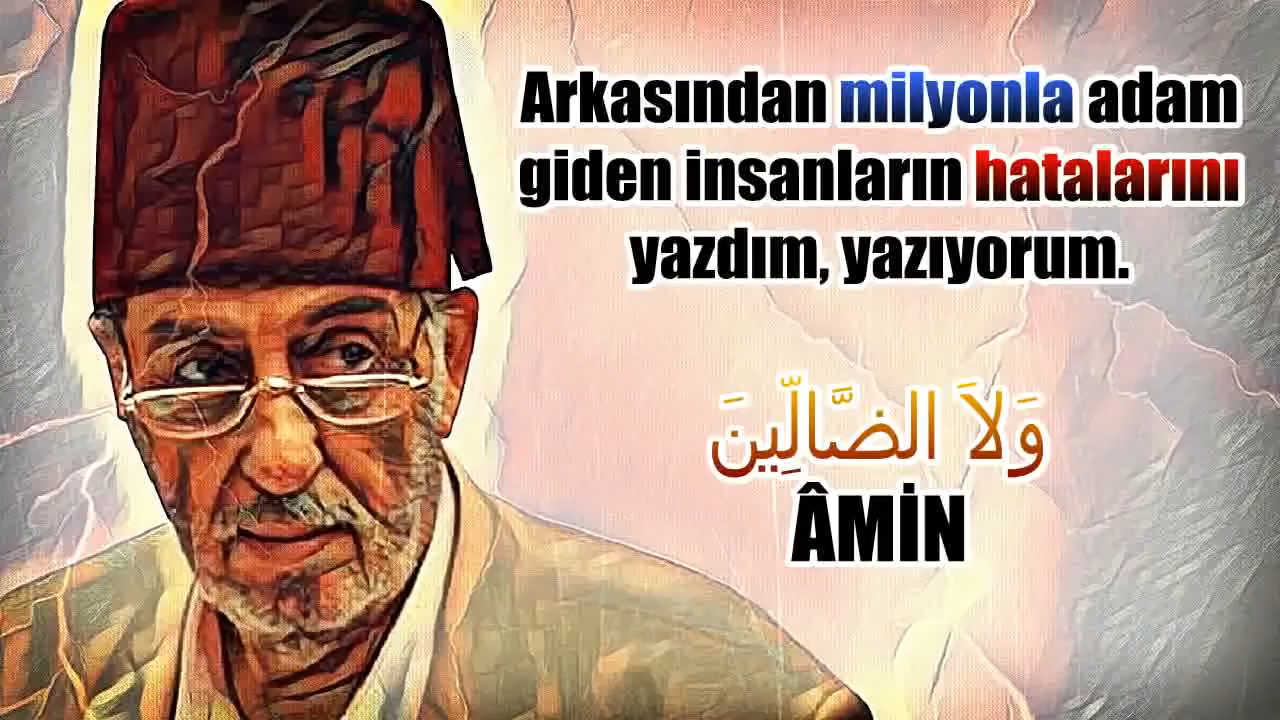 Arkasından milyonla adam
giden insanların hatalarını
yazdım, yazıyorum.
وَلاَ الضَّالِّينَ
ÂMİN